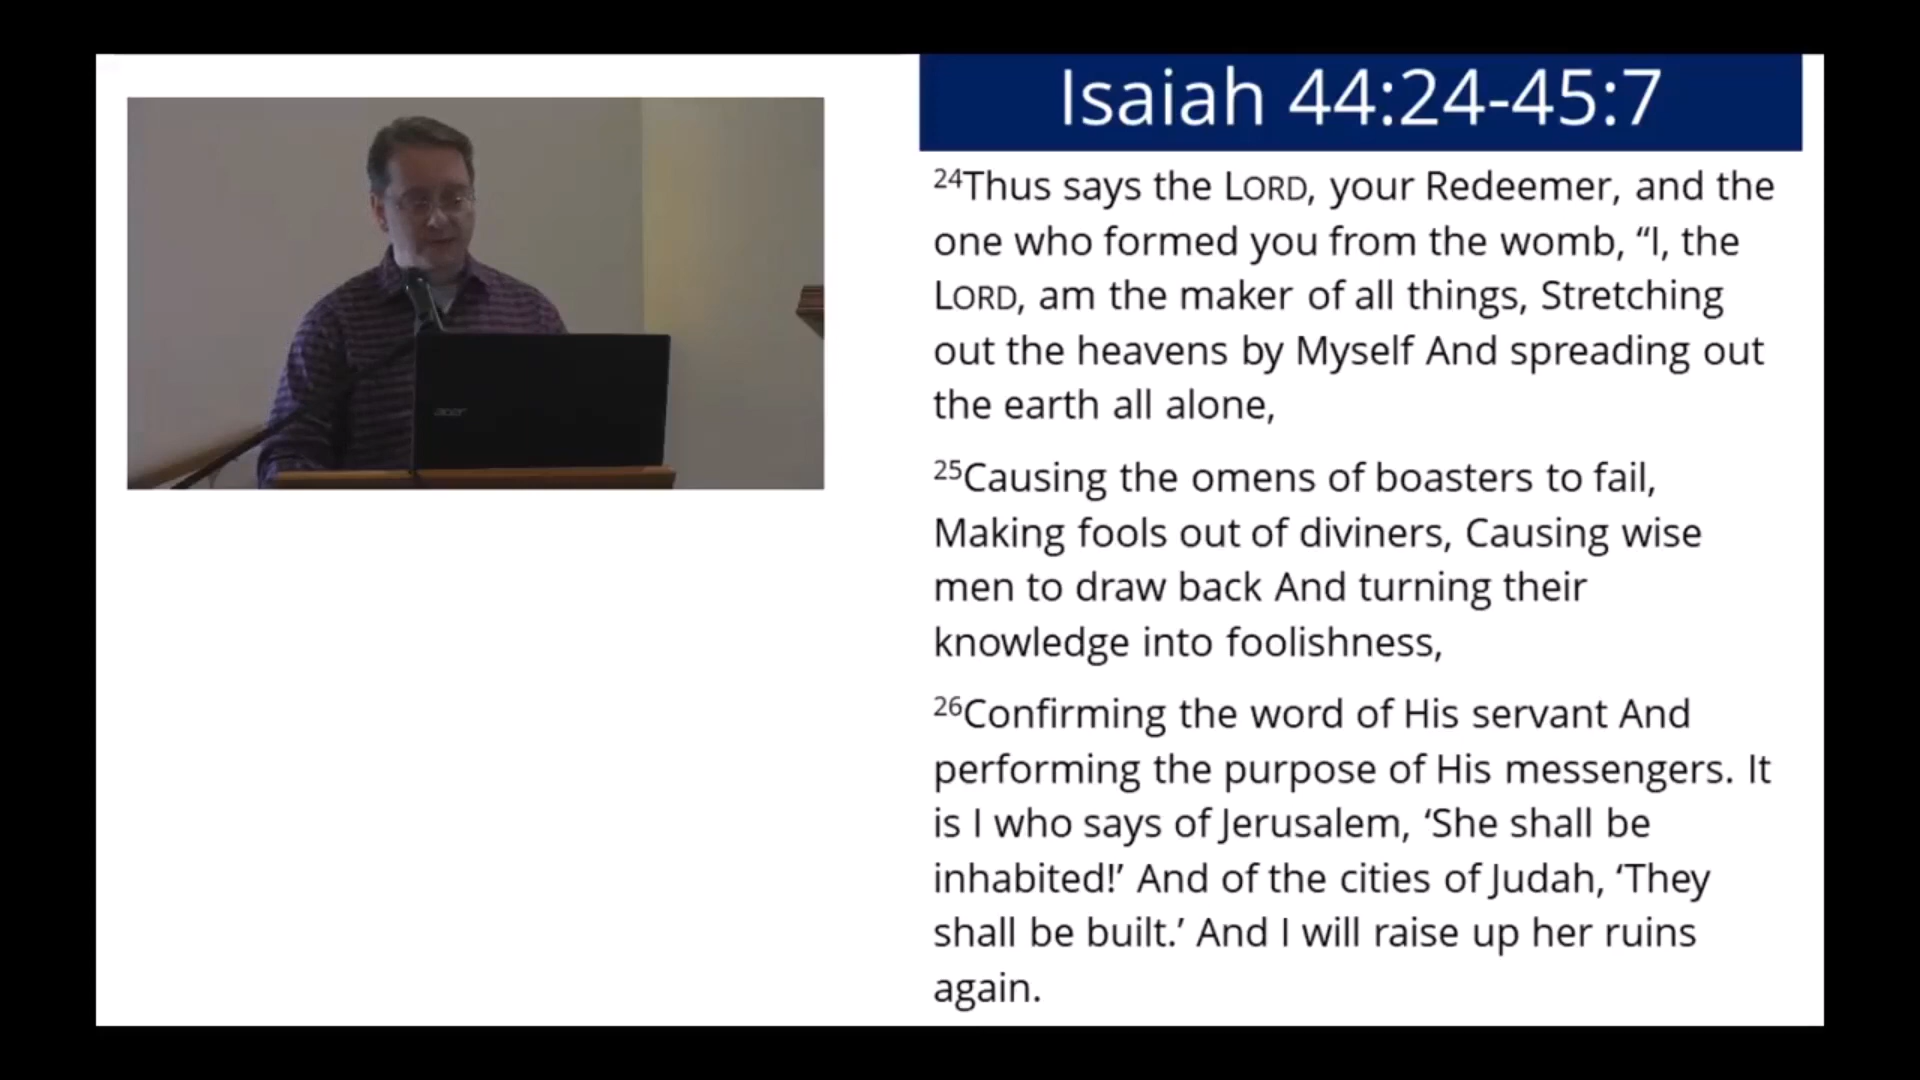 Isaiah 44:24-45:7
²⁴Thus says the LORD, your Redeemer, and the
one who formed you from the womb, “I, the
LORD, am the maker of all things, Stretching
out the heavens by Myself And spreading out
the earth all alone,
²⁵Causing the omens of boasters to fail,
Making fools out of diviners, Causing wise
men to draw back And turning their
knowledge into foolishness,
²⁶Confirming the word of His servant And
performing the purpose of His messengers. It
is I who says of Jerusalem, ‘She shall be
inhabited!’ And of the cities of Judah, ‘They
shall be built.’ And I will raise up her ruins
again.
acer